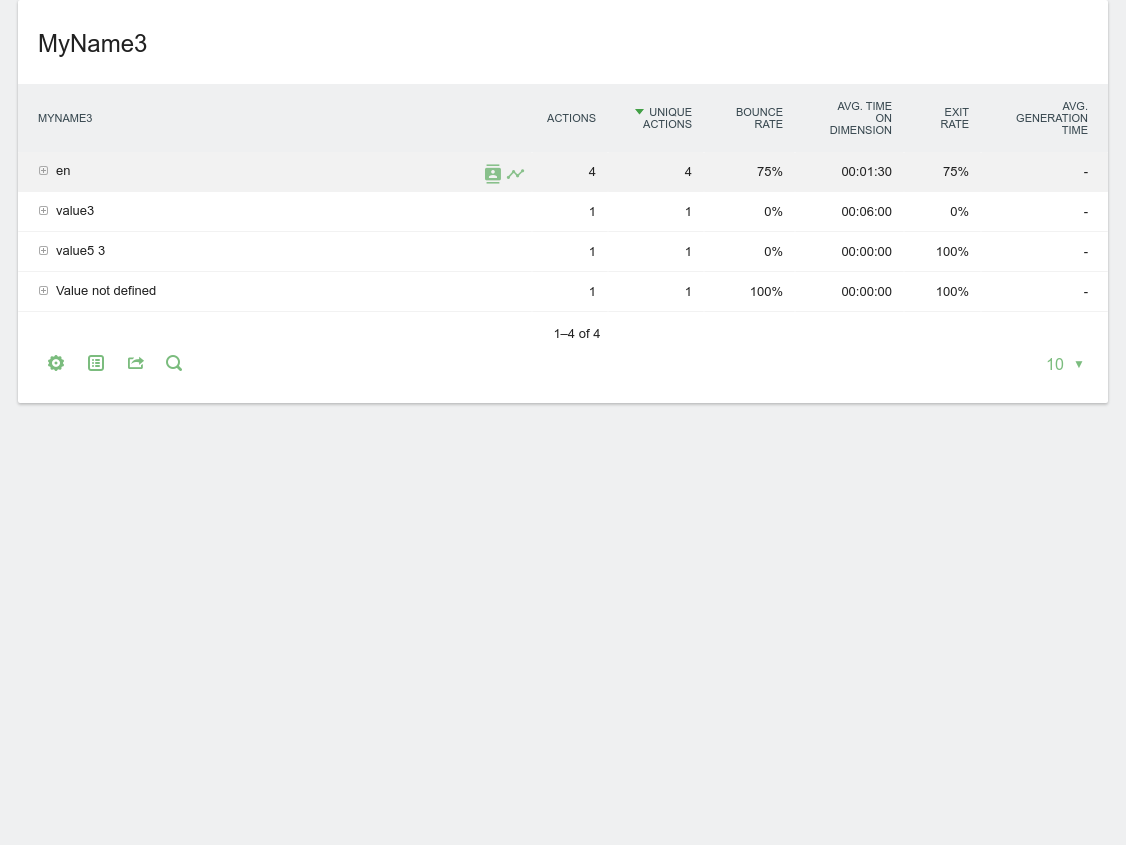 MyName3
MYNAME3 ACTIONS UNIQUE ACTIONS BOUNCE RATE AVG. TIME ON DIMENSION EXIT RATE AVG. GENERATION TIME
en 4 4 75% 00:01:30 75% -
value3 1 1 0% 00:06:00 0% -
value5 3 1 1 0% 00:00:00 100% -
Value not defined 1 1 100% 00:00:00 100% -
1–4 of 4
10